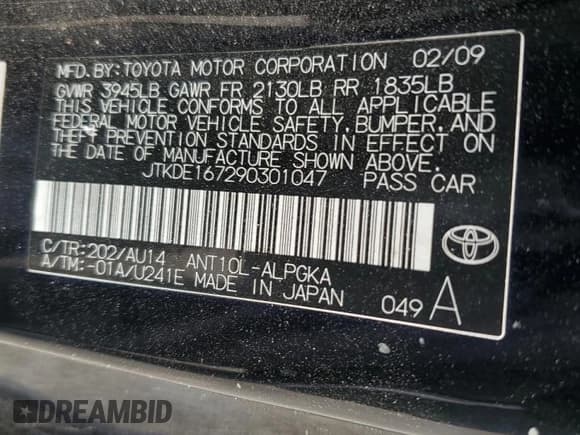 MFD. BY: TOYOTA MOTOR CORPORATION 02/09
GVWR 3945LB GAWR FR 2130LB RR 1835LB
THIS VEHICLE CONFORMS TO ALL APPLICABLE
FEDERAL MOTOR VEHICLE SAFETY, BUMPER, AND
THEFT PREVENTION STANDARDS IN EFFECT ON
THE DATE OF MANUFACTURE SHOWN ABOVE.
JTKDE167290301047 PASS CAR
C/TR: 202/AU14 ANT10L-ALPGKA
A/TM: -01A/U241E MADE IN JAPAN 049 A
DREAMBID